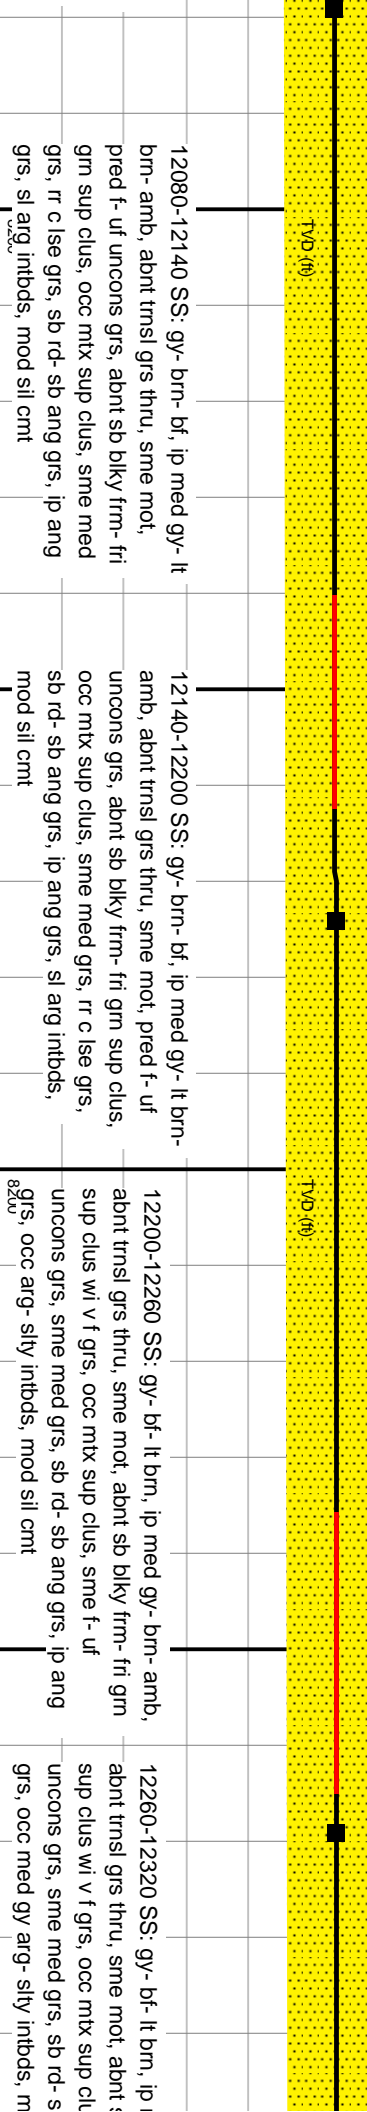 TVD (ft)
12080-12140 SS: gy- brn- bf, ip med gy- lt
brn- amb, abnt trnsl grs thru, sme mot,
pred f- uf uncons grs, abnt sb blky frm- fri
grn sup clus, occ mtx sup clus, sme med
grs, rr c lse grs, sb rd- sb ang grs, ip ang
grs, sl arg intbds, mod sil cmt
12140-12200 SS: gy- brn- bf, ip med gy- lt brn-
amb, abnt trnsl grs thru, sme mot, pred f- uf
uncons grs, abnt sb blky frm- fri grn sup clus,
occ mtx sup clus, sme med grs, rr c lse grs,
sb rd- sb ang grs, ip ang grs, sl arg intbds,
mod sil cmt
TVD (ft)
8200
12200-12260 SS: gy- bf- lt brn, ip med gy- brn- amb,
abnt trnsl grs thru, sme mot, abnt sb blky frm- fri grn
sup clus wi v f grs, occ mtx sup clus, sme f- uf
uncons grs, sme med grs, sb rd- sb ang grs, ip ang
grs, occ arg- slty intbds, mod sil cmt
12260-12320 SS: gy- bf- lt brn, ip
abnt trnsl grs thru, sme mot, abnt
sup clus wi v f grs, occ mtx sup clu
uncons grs, sme med grs, sb rd- s
grs, occ med gy arg- slty intbds, m